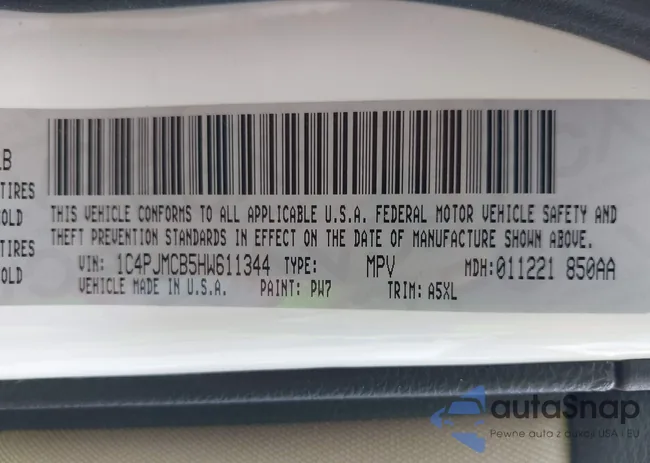 LB
TIRES
OLD
TIRES
OLD
THIS VEHICLE CONFORMS TO ALL APPLICABLE U.S.A. FEDERAL MOTOR VEHICLE SAFETY AND
THEFT PREVENTION STANDARDS IN EFFECT ON THE DATE OF MANUFACTURE SHOWN ABOVE.
VIN: 1C4PJMCB5HW611344 TYPE: MPV MDH:011221 850AA
VEHICLE MADE IN U.S.A. PAINT: PW7 TRIM: A5XL
autoSnap
Pewne auta z aukcji USA - EU